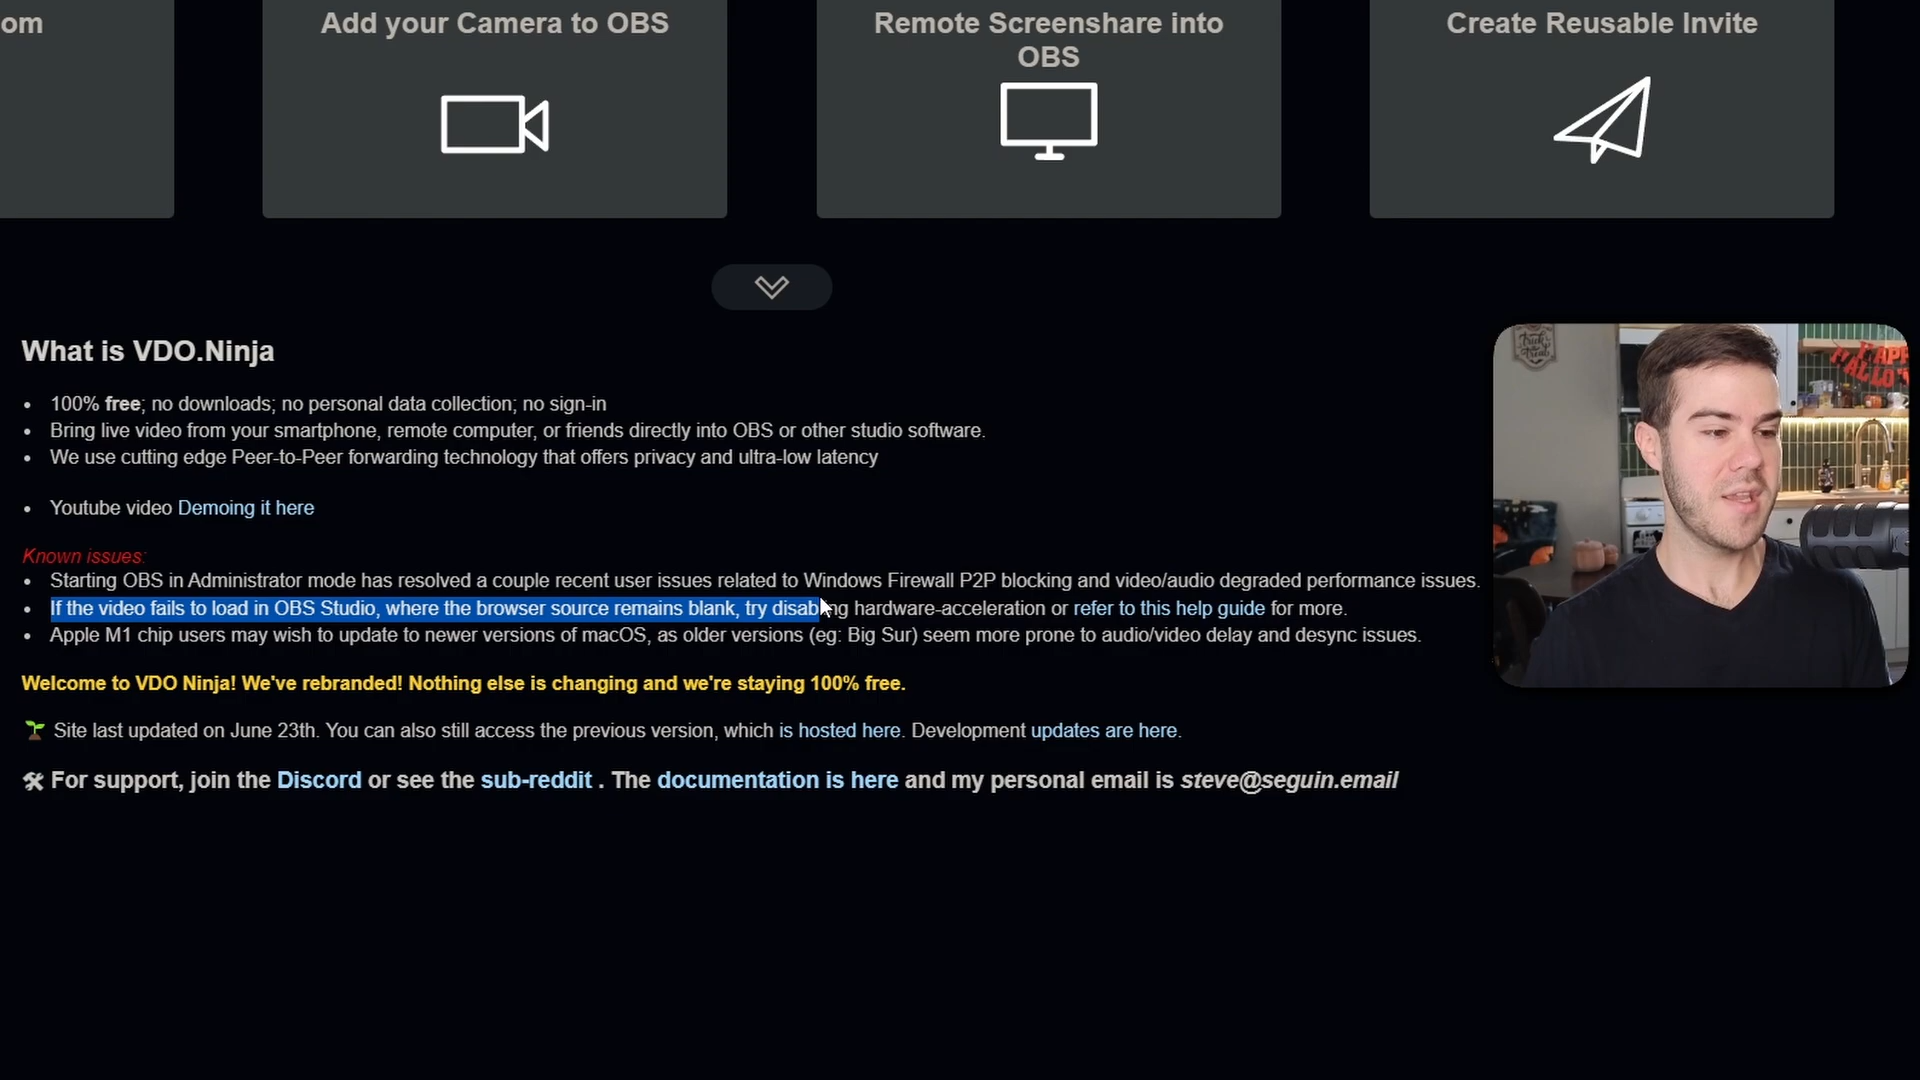 om
Add your Camera to OBS
Remote Screenshare into
OBS
Create Reusable Invite
What is VDO.Ninja
• 100% free; no downloads; no personal data collection; no sign-in
• Bring live video from your smartphone, remote computer, or friends directly into OBS or other studio software.
• We use cutting edge Peer-to-Peer forwarding technology that offers privacy and ultra-low latency
• Youtube video Demoing it here
Known issues:
• Starting OBS in Administrator mode has resolved a couple recent user issues related to Windows Firewall P2P blocking and video/audio degraded performance issues.
• If the video fails to load in OBS Studio, where the browser source remains blank, try disabling hardware-acceleration or refer to this help guide for more.
• Apple M1 chip users may wish to update to newer versions of macOS, as older versions (eg: Big Sur) seem more prone to audio/video delay and desync issues.
Welcome to VDO Ninja! We've rebranded! Nothing else is changing and we're staying 100% free.
Site last updated on June 23th. You can also still access the previous version, which is hosted here. Development updates are here.
For support, join the Discord or see the sub-reddit . The documentation is here and my personal email is steve@seguin.email